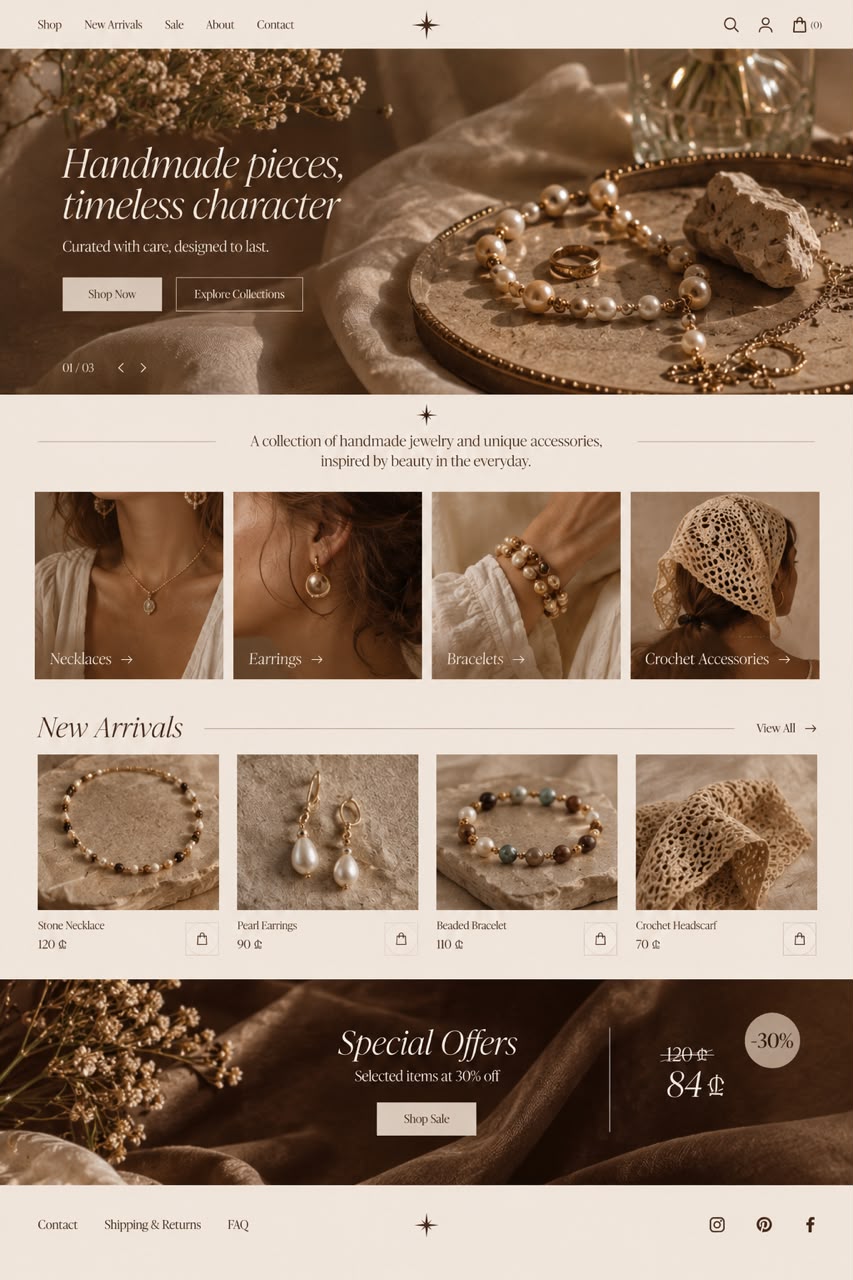 Shop New Arrivals Sale About Contact (0)
Handmade pieces,
timeless character
Curated with care, designed to last.
Shop Now Explore Collections
01 / 03
A collection of handmade jewelry and unique accessories,
inspired by beauty in the everyday.
Necklaces → Earrings → Bracelets → Crochet Accessories →
New Arrivals View All →
Stone Necklace Pearl Earrings Beaded Bracelet Crochet Headscarf
120 ₾ 90 ₾ 110 ₾ 70 ₾
Special Offers
Selected items at 30% off
Shop Sale
-30%
120 ₾
84 ₾
Contact Shipping & Returns FAQ